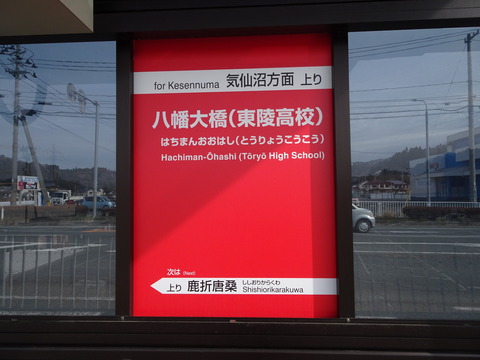 for Kesennuma 気仙沼方面 上り
八幡大橋(東陵高校)
はちまんおおはし(とうりょうこうこう)
Hachiman-Ōhashi (Tōryō High School)
次は (Next)
上り 鹿折唐桑 ししおりからくわ
Shishiorikarakuwa